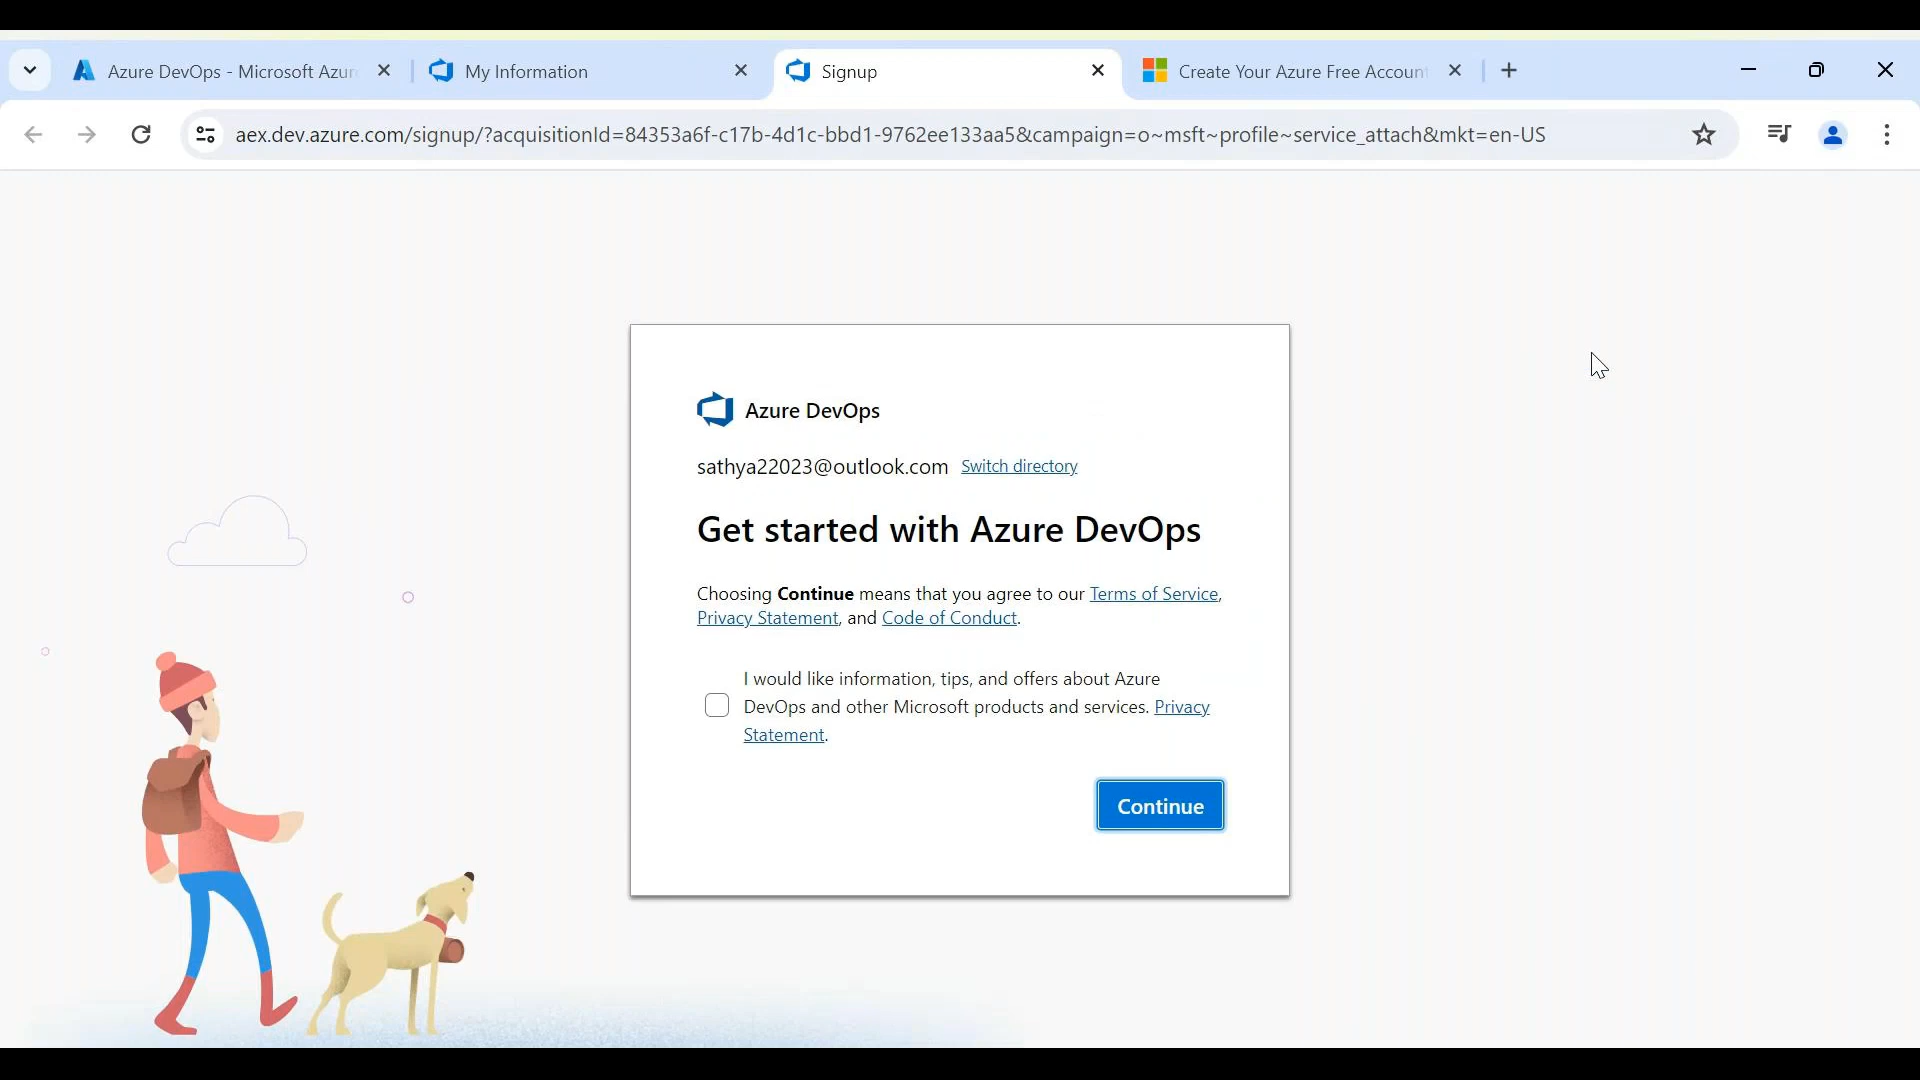 Azure DevOps - Microsoft Azur
My Information
Signup
Create Your Azure Free Accoun
aex.dev.azure.com/signup/?acquisitionId=84353a6f-c17b-4d1c-bbd1-9762ee133aa5&campaign=o~msft~profile~service_attach&mkt=en-US
Azure DevOps
sathya22023@outlook.com Switch directory
Get started with Azure DevOps
Choosing Continue means that you agree to our Terms of Service,
Privacy Statement, and Code of Conduct.
I would like information, tips, and offers about Azure
DevOps and other Microsoft products and services. Privacy
Statement.
Continue